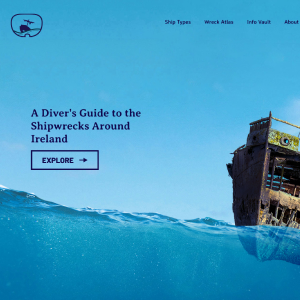 Ship Types Wreck Atlas Info Vault About
A Diver's Guide to the
Shipwrecks Around
Ireland
EXPLORE